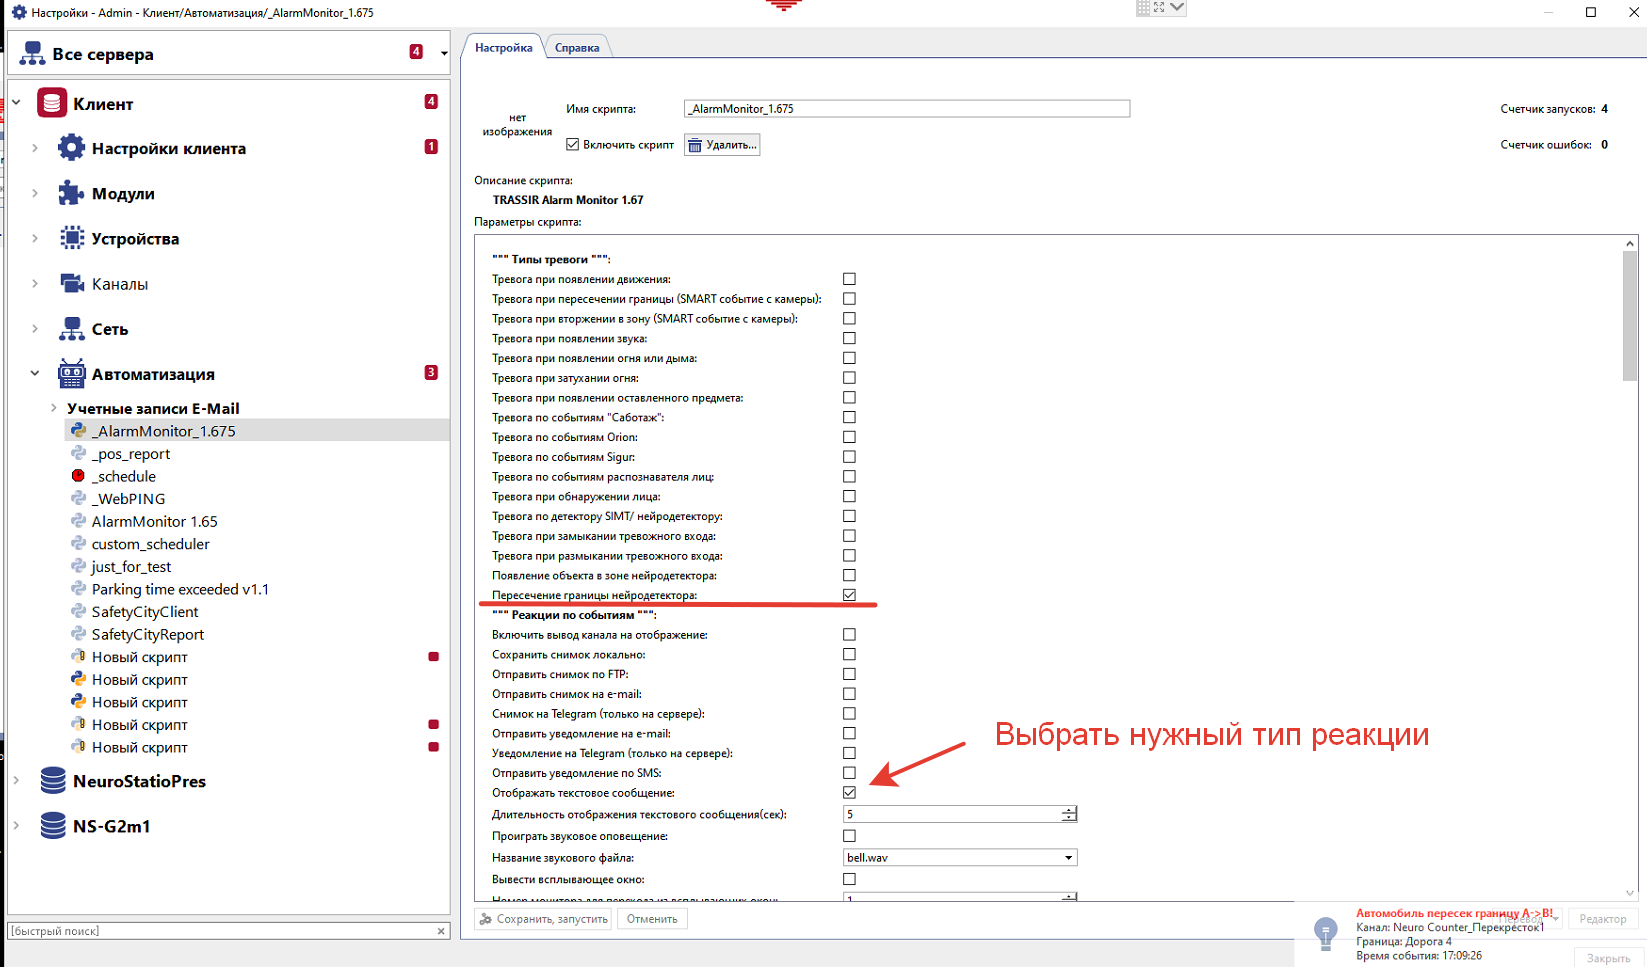 Настройки - Admin - Клиент/Автоматизация/_AlarmMonitor_1.675
Все сервера
4
Клиент
4
Настройки клиента
1
Модули
Устройства
Каналы
Сеть
Автоматизация
3
Учетные записи E-Mail
_AlarmMonitor_1.675
_pos_report
_schedule
_WebPING
AlarmMonitor 1.65
custom_scheduler
just_for_test
Parking time exceeded v1.1
SafetyCityClient
SafetyCityReport
Новый скрипт
Новый скрипт
Новый скрипт
Новый скрипт
Новый скрипт
NeuroStatioPres
NS-G2m1
[быстрый поиск]
Настройка
Справка
нет
изображения
Имя скрипта:
_AlarmMonitor_1.675
Счетчик запусков: 4
Включить скрипт
Удалить...
Счетчик ошибок: 0
Описание скрипта:
TRASSIR Alarm Monitor 1.67
Параметры скрипта:
""" Типы тревоги """:
Тревога при появлении движения:
Тревога при пересечении границы (SMART событие с камеры):
Тревога при вторжении в зону (SMART событие с камеры):
Тревога при появлении звука:
Тревога при появлении огня или дыма:
Тревога при затухании огня:
Тревога при появлении оставленного предмета:
Тревога по событиям "Саботаж":
Тревога по событиям Orion:
Тревога по событиям Sigur:
Тревога по событиям распознавателя лиц:
Тревога при обнаружении лица:
Тревога по детектору SIMT/ нейродетектору:
Тревога при замыкании тревожного входа:
Тревога при размыкании тревожного входа:
Появление объекта в зоне нейродетектора:
Пересечение границы нейродетектора:
""" Реакции по событиям """:
Включить вывод канала на отображение:
Сохранить снимок локально:
Отправить снимок по FTP:
Отправить снимок на e-mail:
Снимок на Telegram (только на сервере):
Отправить уведомление на e-mail:
Уведомление на Telegram (только на сервере):
Отправить уведомление по SMS:
Отображать текстовое сообщение:
Длительность отображения текстового сообщения(сек):
5
Проиграть звуковое оповещение:
Название звукового файла:
bell.wav
Вывести всплывающее окно:
Номер монитора для перехода из всплывающих окон:
1
Выбрать нужный тип реакции
Сохранить, запустить
Отменить
Перевод
Редактор
Автомобиль пересек границу A->B!
Канал: Neuro Counter_Перекрёсток1
Граница: Дорога 4
Время события: 17:09:26
Закрыть